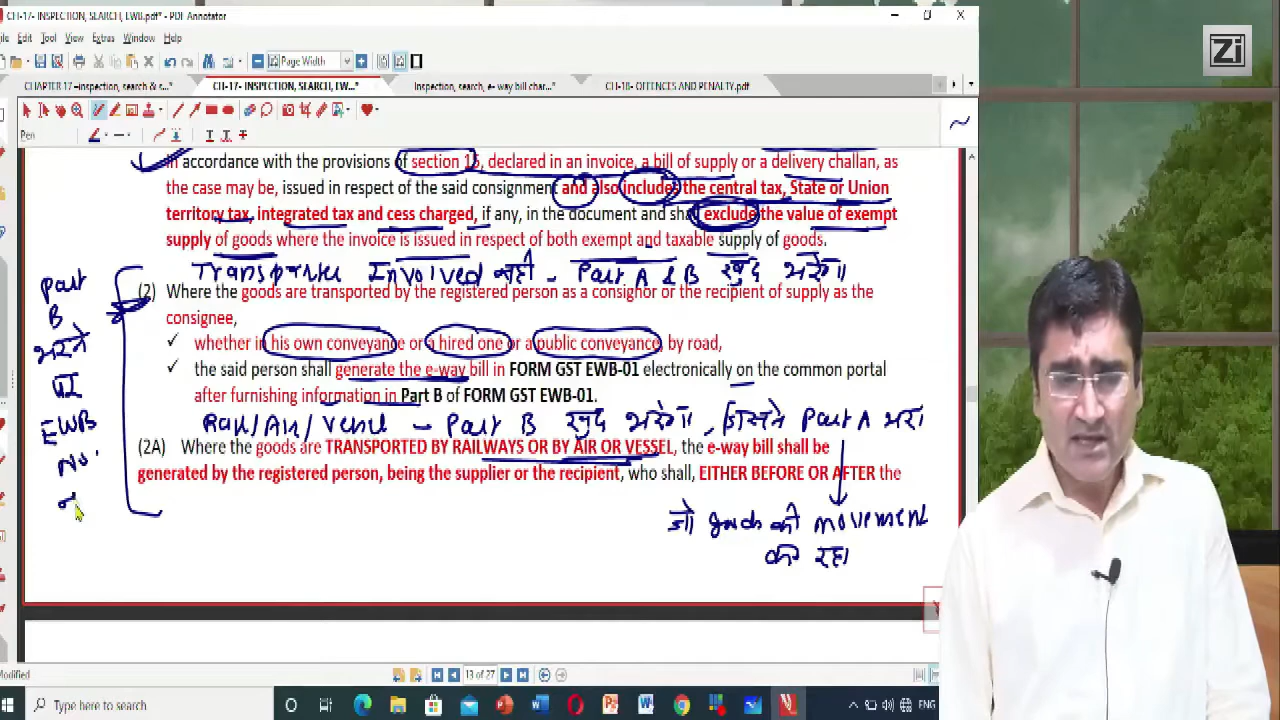 CH-17- INSPECTION, SEARCH, EWB.pdf* - PDF Annotator
Edit Tool View Extras Window Help
Page Width
CHAPTER 17 –inspection, search & s..." CH-17- INSPECTION, SEARCH, EW..." Inspection, search, e- way bill char..." CH-18- OFFENCES AND PENALTY.pdf
Zi
Pen
in accordance with the provisions of section 15, declared in an invoice, a bill of supply or a delivery challan, as
the case may be, issued in respect of the said consignment and also includes the central tax, State or Union
territory tax, integrated tax and cess charged, if any, in the document and shall exclude the value of exempt
supply of goods where the invoice is issued in respect of both exempt and taxable supply of goods.
Transporter Involved नहीं - Part A & B खुद भरेगा
(2) Where the goods are transported by the registered person as a consignor or the recipient of supply as the
consignee,
✓ whether in his own conveyance or a hired one or a public conveyance, by road,
✓ the said person shall generate the e-way bill in FORM GST EWB-01 electronically on the common portal
after furnishing information in Part B of FORM GST EWB-01.
Rail/Air/Vessel - Part B खुद भरेगा, जिसने Part A भरा
(2A) Where the goods are TRANSPORTED BY RAILWAYS OR BY AIR OR VESSEL, the e-way bill shall be
generated by the registered person, being the supplier or the recipient, who shall, EITHER BEFORE OR AFTER the
जो goods की movement
कर रहा
Part
B
भरने
पर
EWB
No.
Modified
13 of 27
Type here to search
ENG